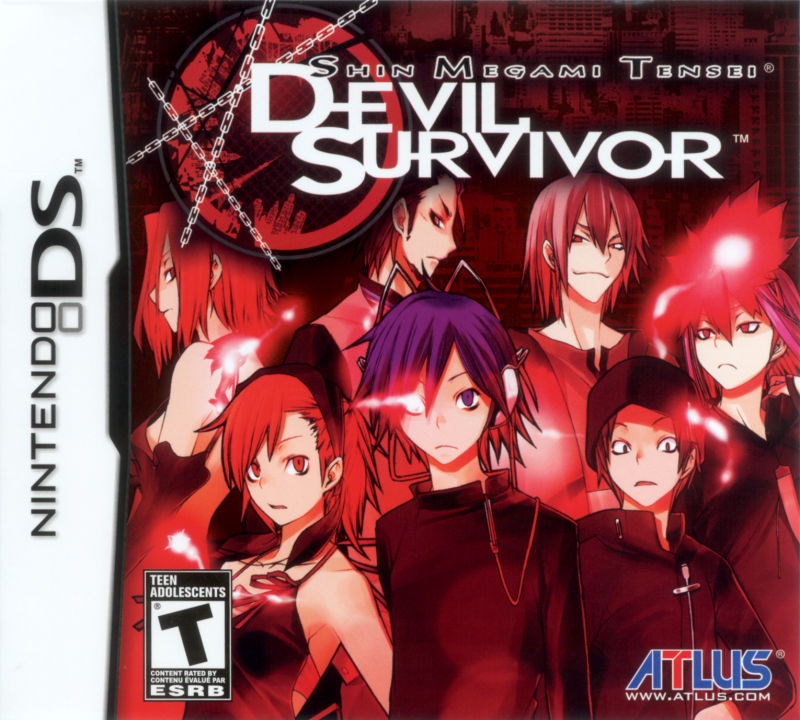 SHIN MEGAMI TENSEI®
DEVIL
SURVIVOR™
NINTENDO DS™
TEEN
ADOLESCENTS
T®
CONTENT RATED BY
CONTENU ÉVALUÉ PAR
ESRB
ATLUS®
WWW.ATLUS.COM